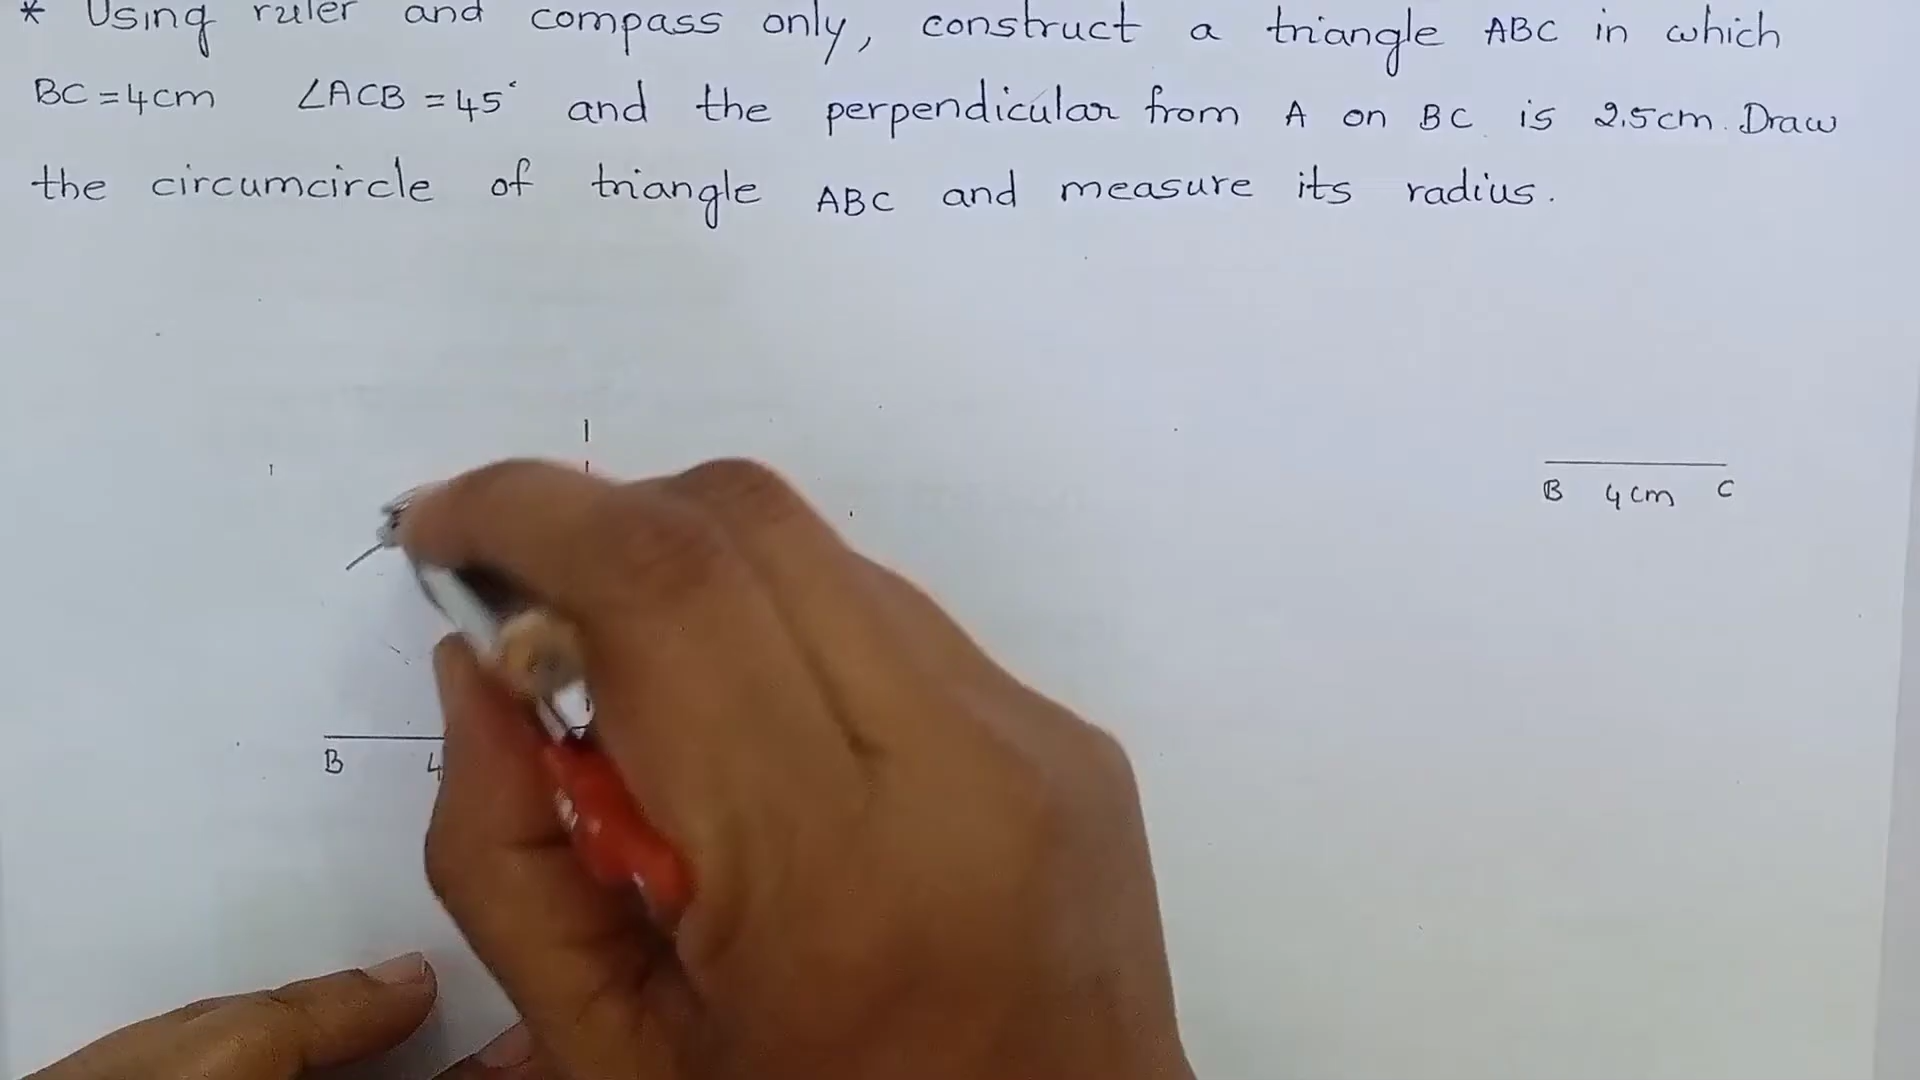 * Using ruler and compass only, construct a triangle ABC in which
BC = 4cm ∠ACB = 45° and the perpendicular from A on BC is 2.5cm. Draw
the circumcircle of triangle ABC and measure its radius.
B 4cm C
B 4